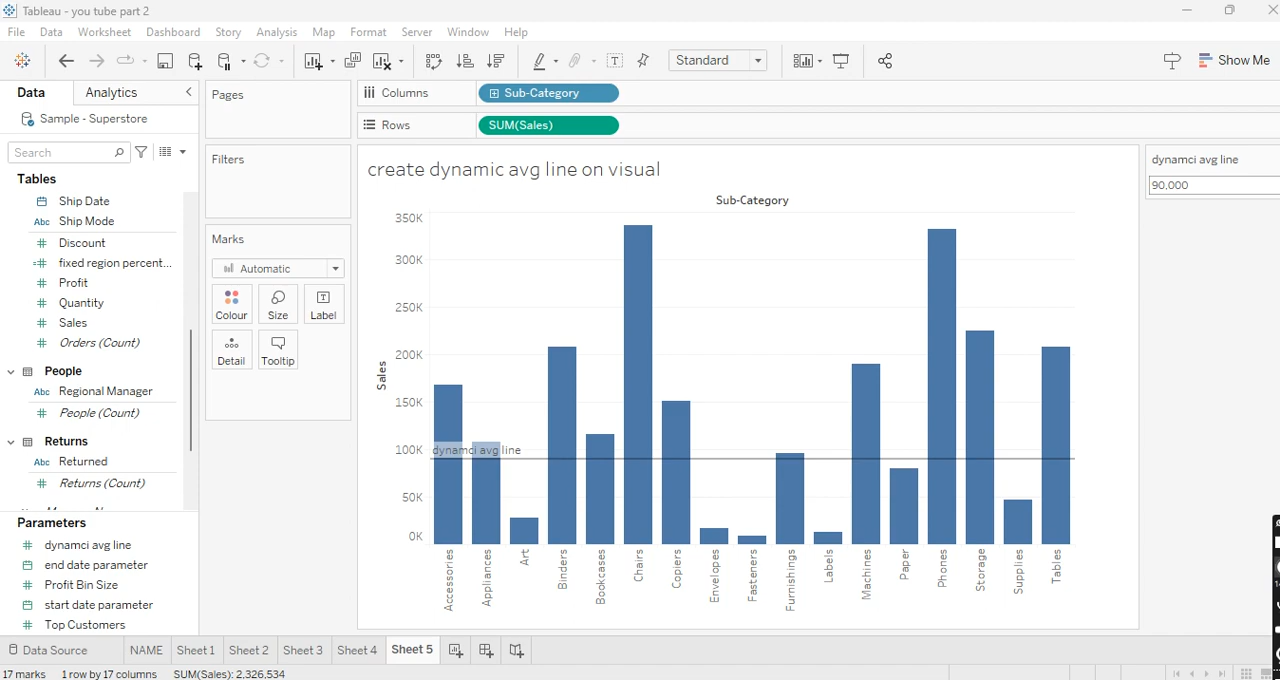 Tableau - you tube part 2
File Data Worksheet Dashboard Story Analysis Map Format Server Window Help
Standard
Show Me
Data Analytics
Sample - Superstore
Search
Tables
Ship Date
Abc Ship Mode
Discount
fixed region percent...
Profit
Quantity
Sales
Orders (Count)
People
Abc Regional Manager
People (Count)
Returns
Abc Returned
Returns (Count)
Parameters
dynamci avg line
end date parameter
Profit Bin Size
start date parameter
Top Customers
Pages
Filters
Marks
Automatic
Colour Size Label
Detail Tooltip
Columns Sub-Category
Rows SUM(Sales)
create dynamic avg line on visual
Sub-Category
350K
300K
250K
200K
150K
100K
50K
0K
Sales
dynamci avg line
Accessories
Appliances
Art
Binders
Bookcases
Chairs
Copiers
Envelopes
Fasteners
Furnishings
Labels
Machines
Paper
Phones
Storage
Supplies
Tables
dynamci avg line
90,000
Data Source NAME Sheet 1 Sheet 2 Sheet 3 Sheet 4 Sheet 5
17 marks 1 row by 17 columns SUM(Sales): 2,326,534